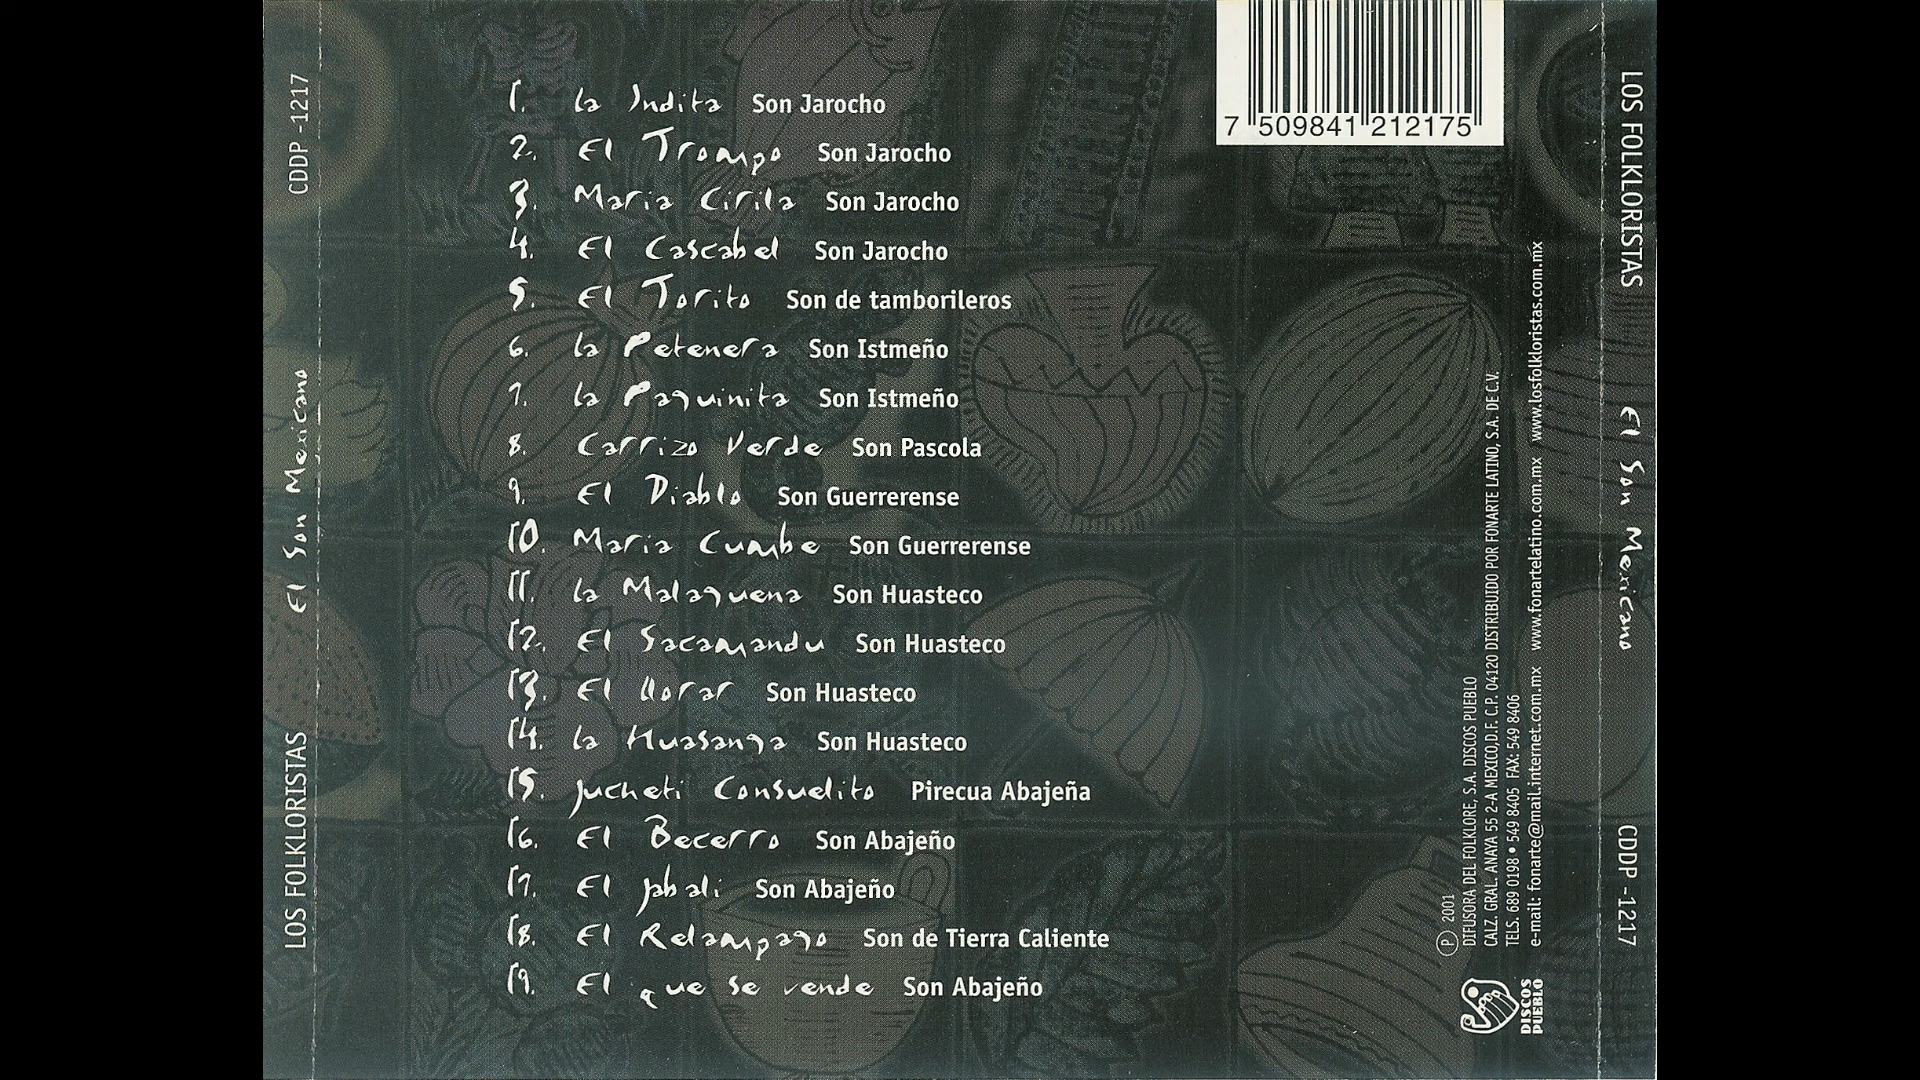 CDDP -1217
El Son Mexicano
LOS FOLKLORISTAS
1. La Indita Son Jarocho
2. El Trompo Son Jarocho
3. Maria Cirila Son Jarocho
4. El Cascabel Son Jarocho
5. El Torito Son de tamborileros
6. La Petenera Son Istmeño
7. La Paquinita Son Istmeño
8. Carrizo Verde Son Pascola
9. El Diablo Son Guerrerense
10. Maria Cumbe Son Guerrerense
11. La Malaguena Son Huasteco
12. El Sacamandu Son Huasteco
13. El llorar Son Huasteco
14. La Huasanga Son Huasteco
15. Jucheti Consuelito Pirecua Abajeña
16. El Becerro Son Abajeño
17. El Jabali Son Abajeño
18. El Relampago Son de Tierra Caliente
19. El que se vende Son Abajeño
7 509841 212175
℗ 2001
DIFUSORA DEL FOLKLORE, S.A. DISCOS PUEBLO
CALZ. GRAL. ANAYA 55 2-A MEXICO,D.F. C.P. 04120 DISTRIBUIDO POR FONARTE LATINO, S.A. DE C.V.
TELS. 689 0198 • 549 8405 FAX: 549 8406
e-mail: fonarte@mail.internet.com.mx www.fonartelatino.com.mx www.losfolkloristas.com.mx
DISCOS
PUEBLO
LOS FOLKLORISTAS
El Son Mexicano
CDDP -1217